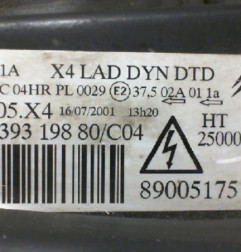 1A X4 LAD DYN DTD
C 04HR PL 0029 E2 37,5 02A 01 1a
05.X4 16/07/2001 13h20
393 198 80/C04 HT
25000
89005175